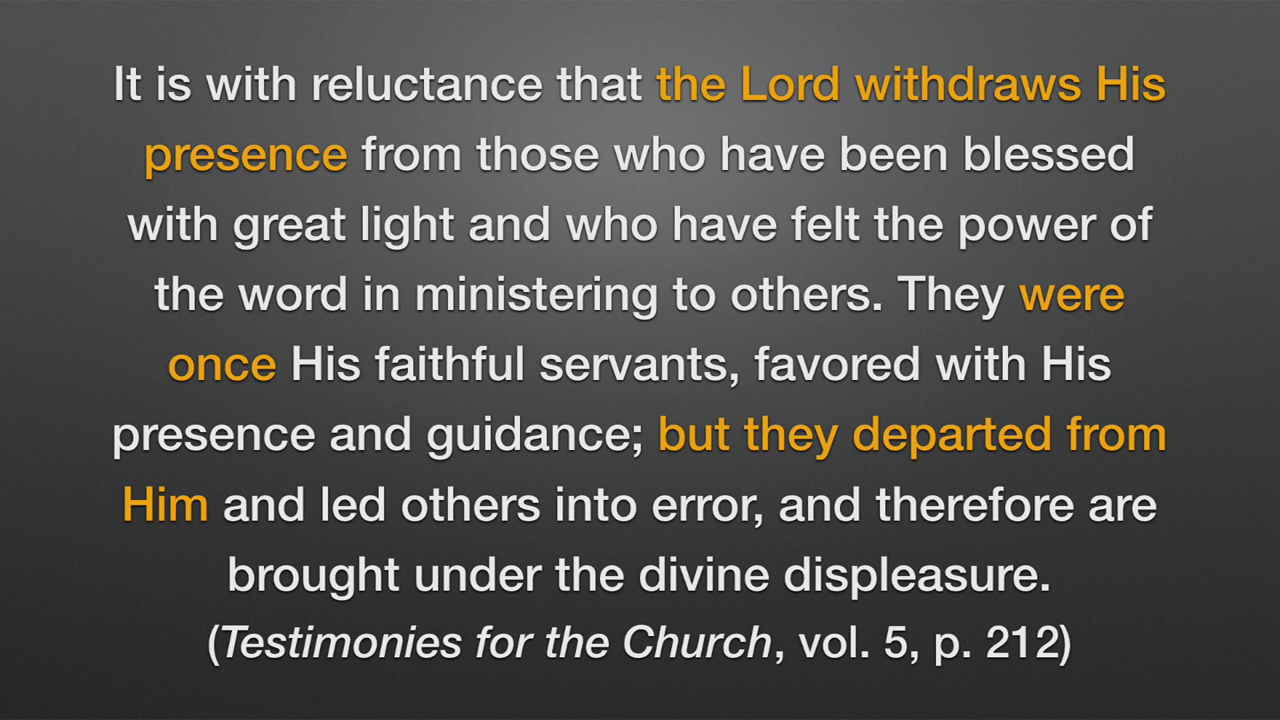 It is with reluctance that the Lord withdraws His
presence from those who have been blessed
with great light and who have felt the power of
the word in ministering to others. They were
once His faithful servants, favored with His
presence and guidance; but they departed from
Him and led others into error, and therefore are
brought under the divine displeasure.
(Testimonies for the Church, vol. 5, p. 212)